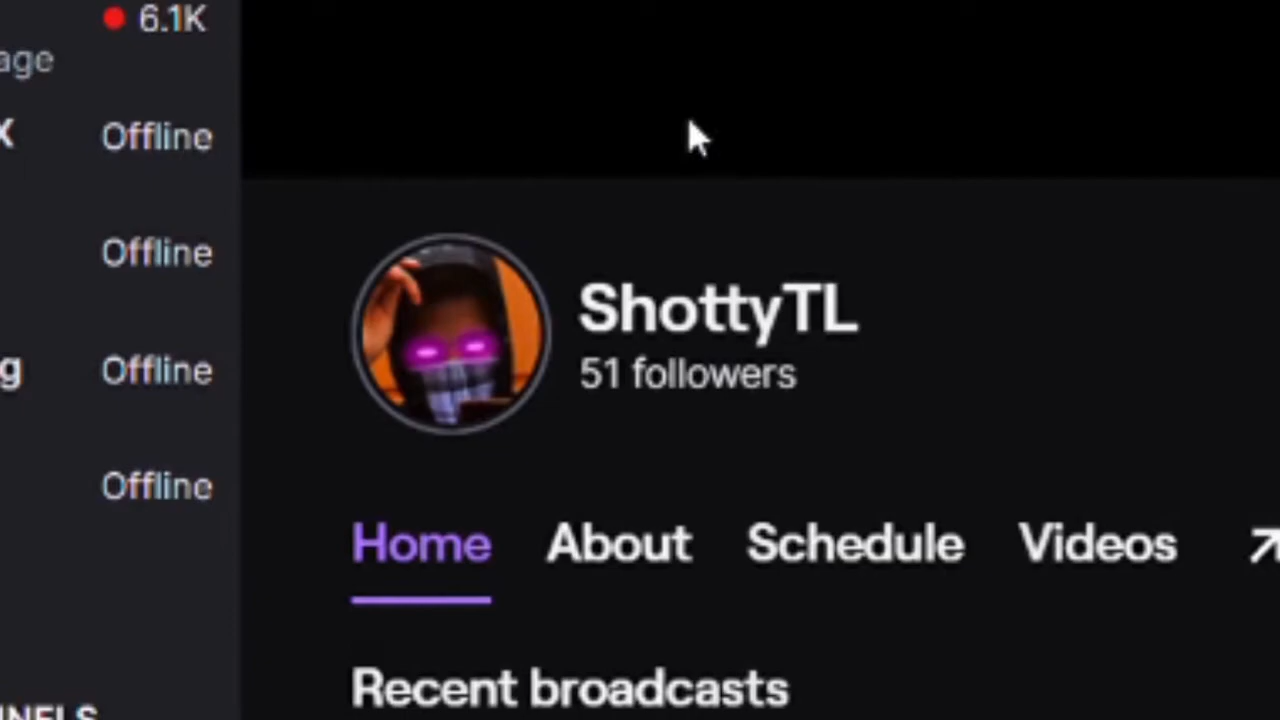 6.1K
Offline
Offline
Offline
Offline
ShottyTL
51 followers
Home About Schedule Videos
Recent broadcasts